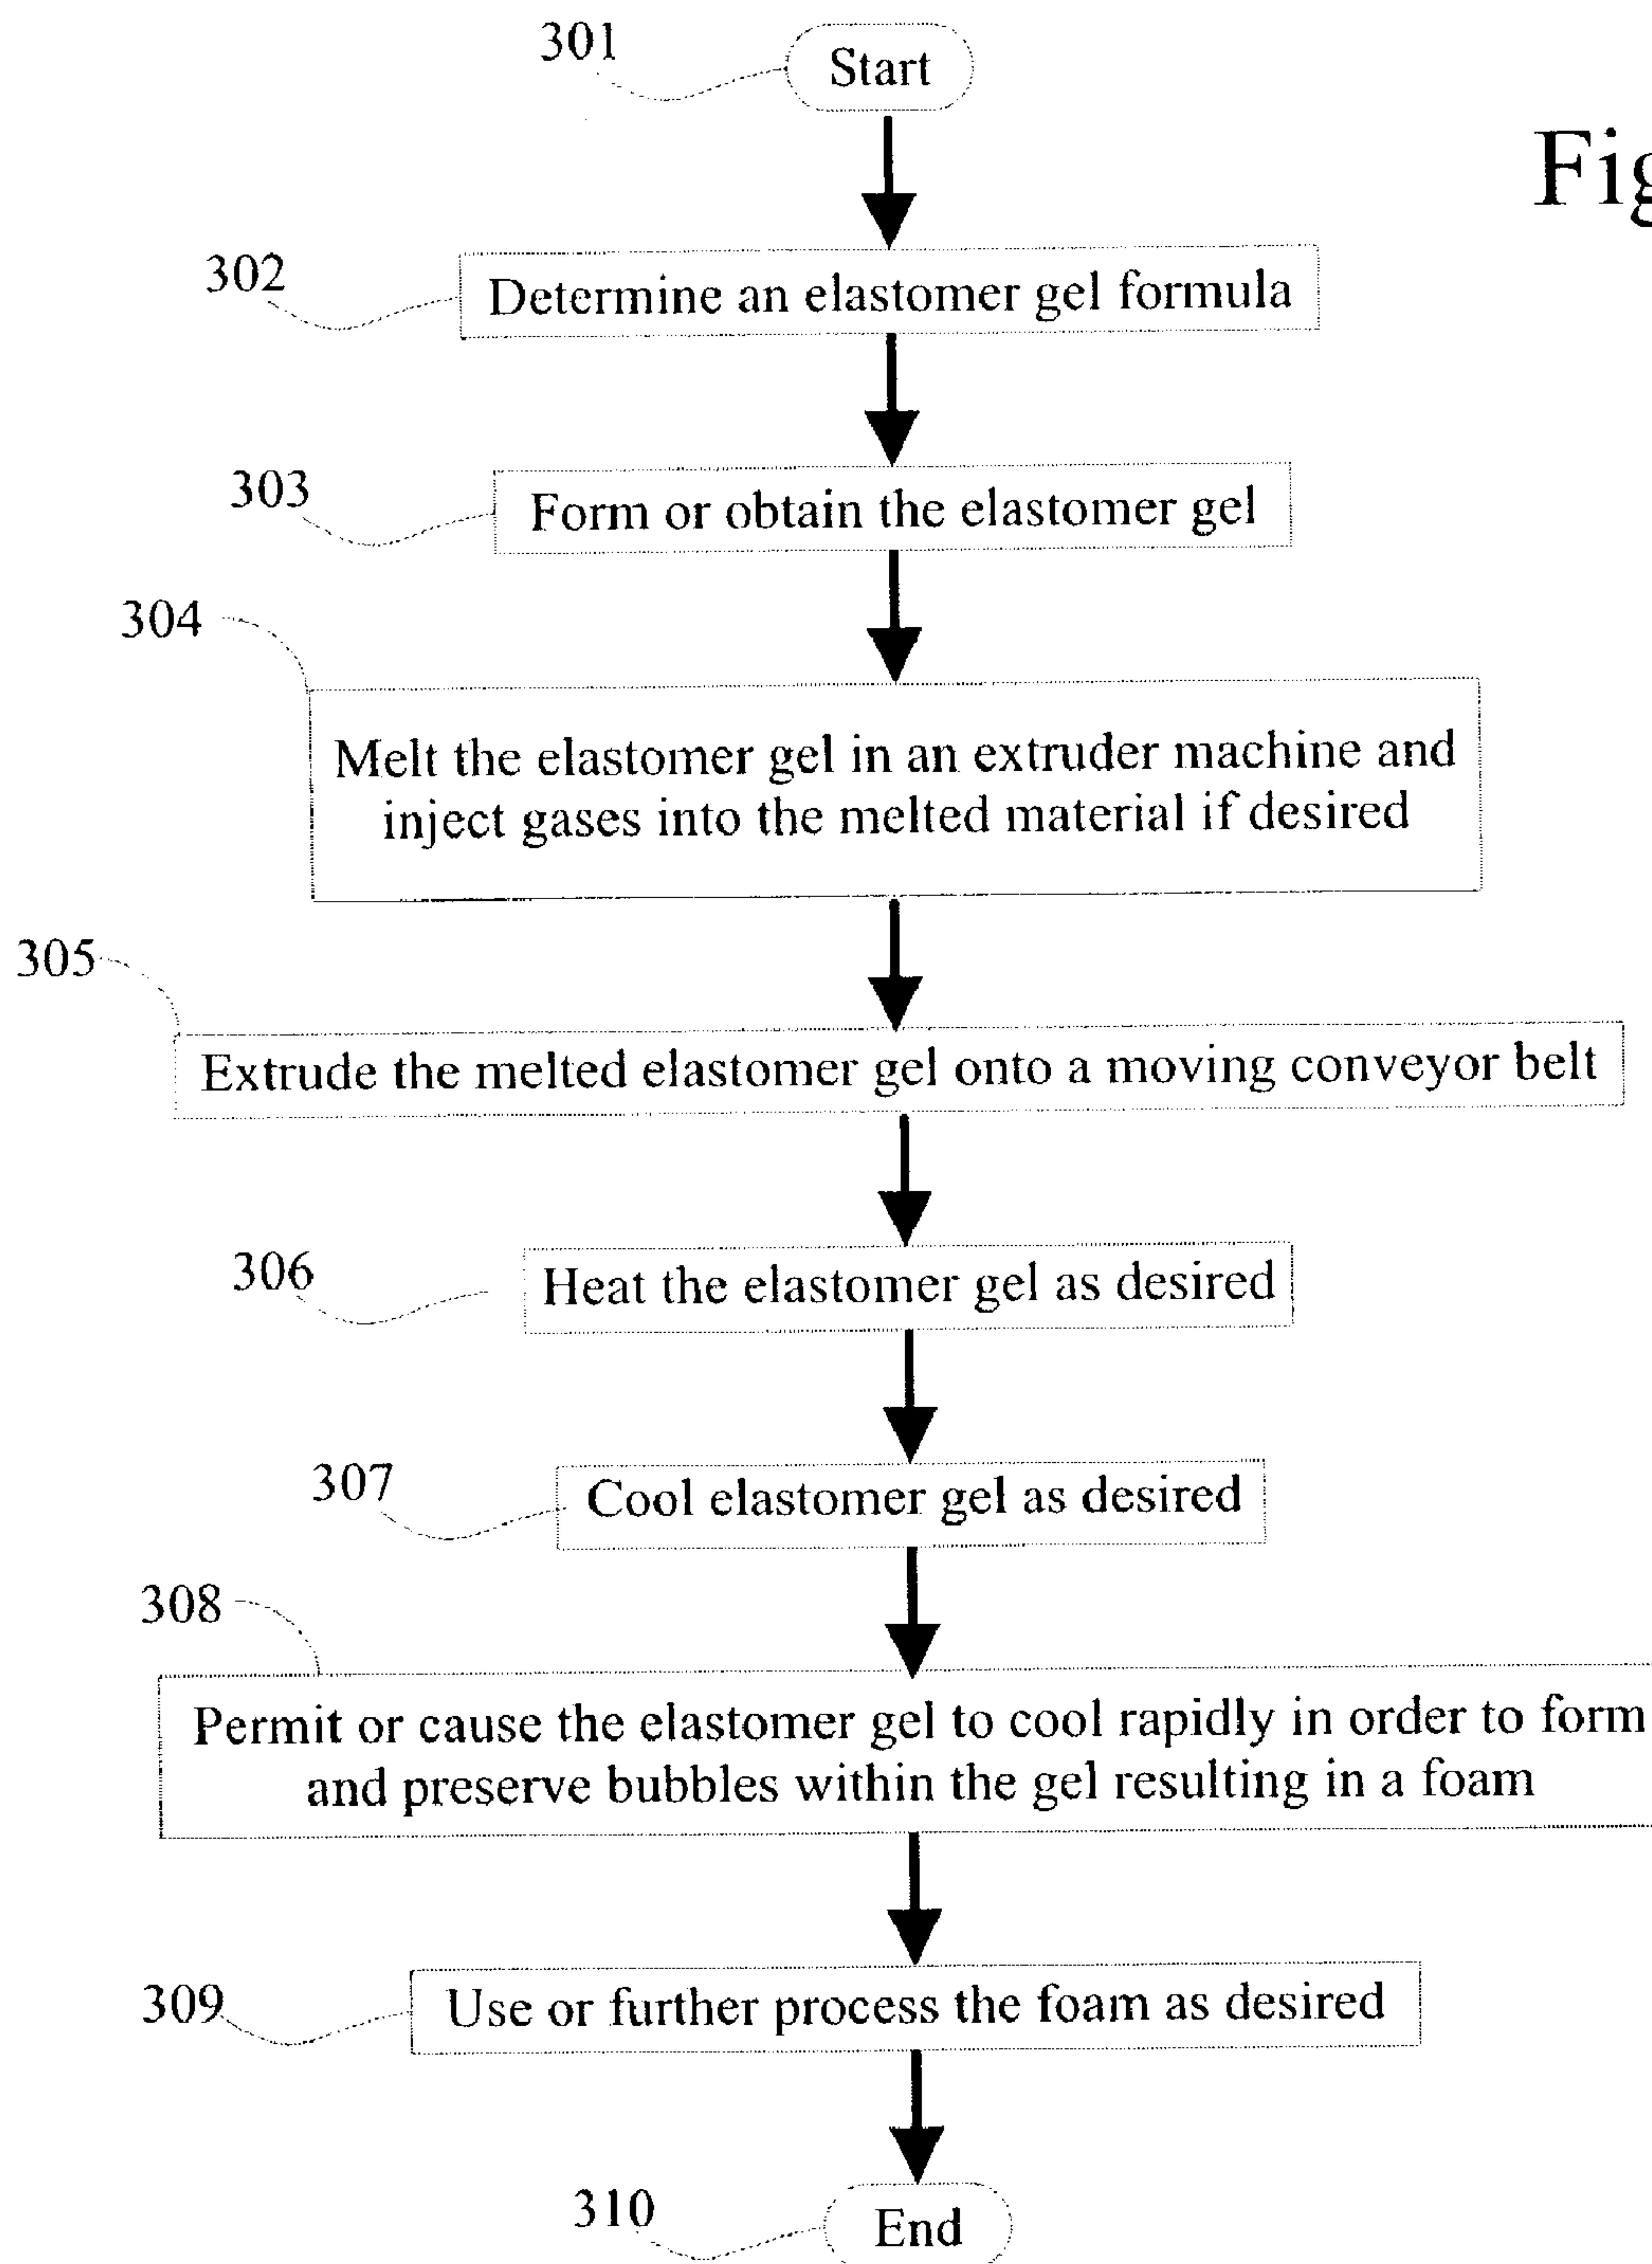 301
Start
Fig
302
Determine an elastomer gel formula
303
Form or obtain the elastomer gel
304
Melt the elastomer gel in an extruder machine and
inject gases into the melted material if desired
305
Extrude the melted elastomer gel onto a moving conveyor belt
306
Heat the elastomer gel as desired
307
Cool elastomer gel as desired
308
Permit or cause the elastomer gel to cool rapidly in order to form
and preserve bubbles within the gel resulting in a foam
309
Use or further process the foam as desired
310
End